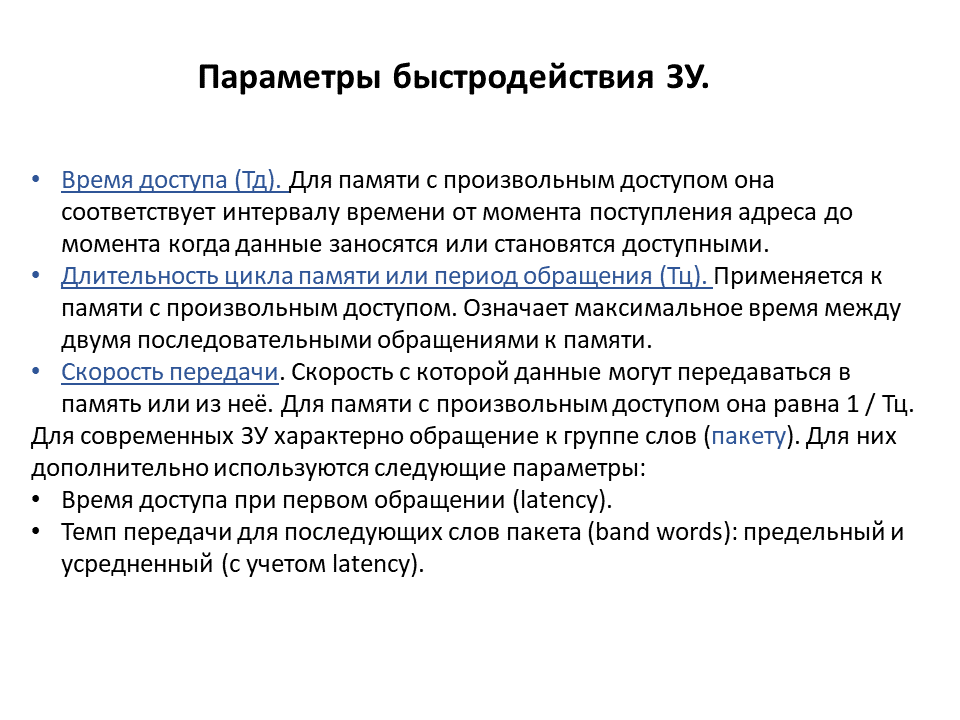 Параметры быстродействия ЗУ.
• Время доступа (Тд). Для памяти с произвольным доступом она
соответствует интервалу времени от момента поступления адреса до
момента когда данные заносятся или становятся доступными.
• Длительность цикла памяти или период обращения (Тц). Применяется к
памяти с произвольным доступом. Означает максимальное время между
двумя последовательными обращениями к памяти.
• Скорость передачи. Скорость с которой данные могут передаваться в
память или из неё. Для памяти с произвольным доступом она равна 1 / Тц.
Для современных ЗУ характерно обращение к группе слов (пакету). Для них
дополнительно используются следующие параметры:
• Время доступа при первом обращении (latency).
• Темп передачи для последующих слов пакета (band words): предельный и
усредненный (с учетом latency).